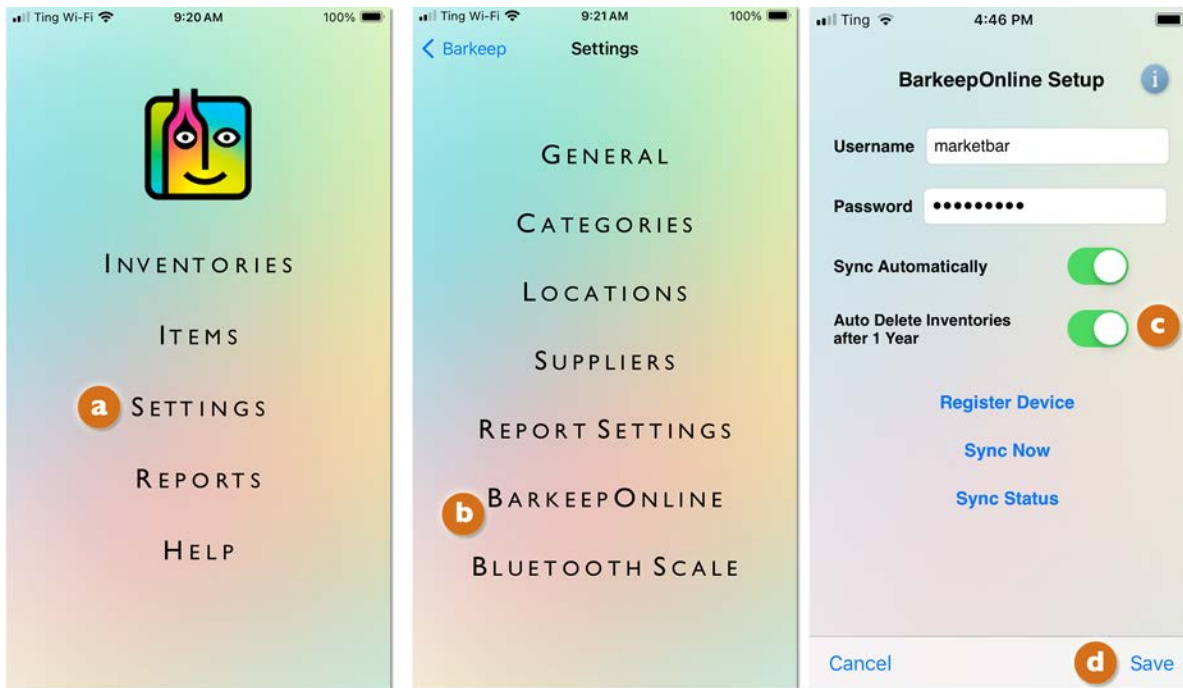 Ting Wi-Fi 9:20 AM 100%
INVENTORIES
ITEMS
a SETTINGS
REPORTS
HELP
Ting Wi-Fi 9:21 AM 100%
Barkeep Settings
GENERAL
CATEGORIES
LOCATIONS
SUPPLIERS
REPORT SETTINGS
b BARKEEPONLINE
BLUETOOTH SCALE
Ting 4:46 PM
BarkeepOnline Setup i
Username marketbar
Password •••••••••
Sync Automatically
Auto Delete Inventories
after 1 Year c
Register Device
Sync Now
Sync Status
Cancel d Save